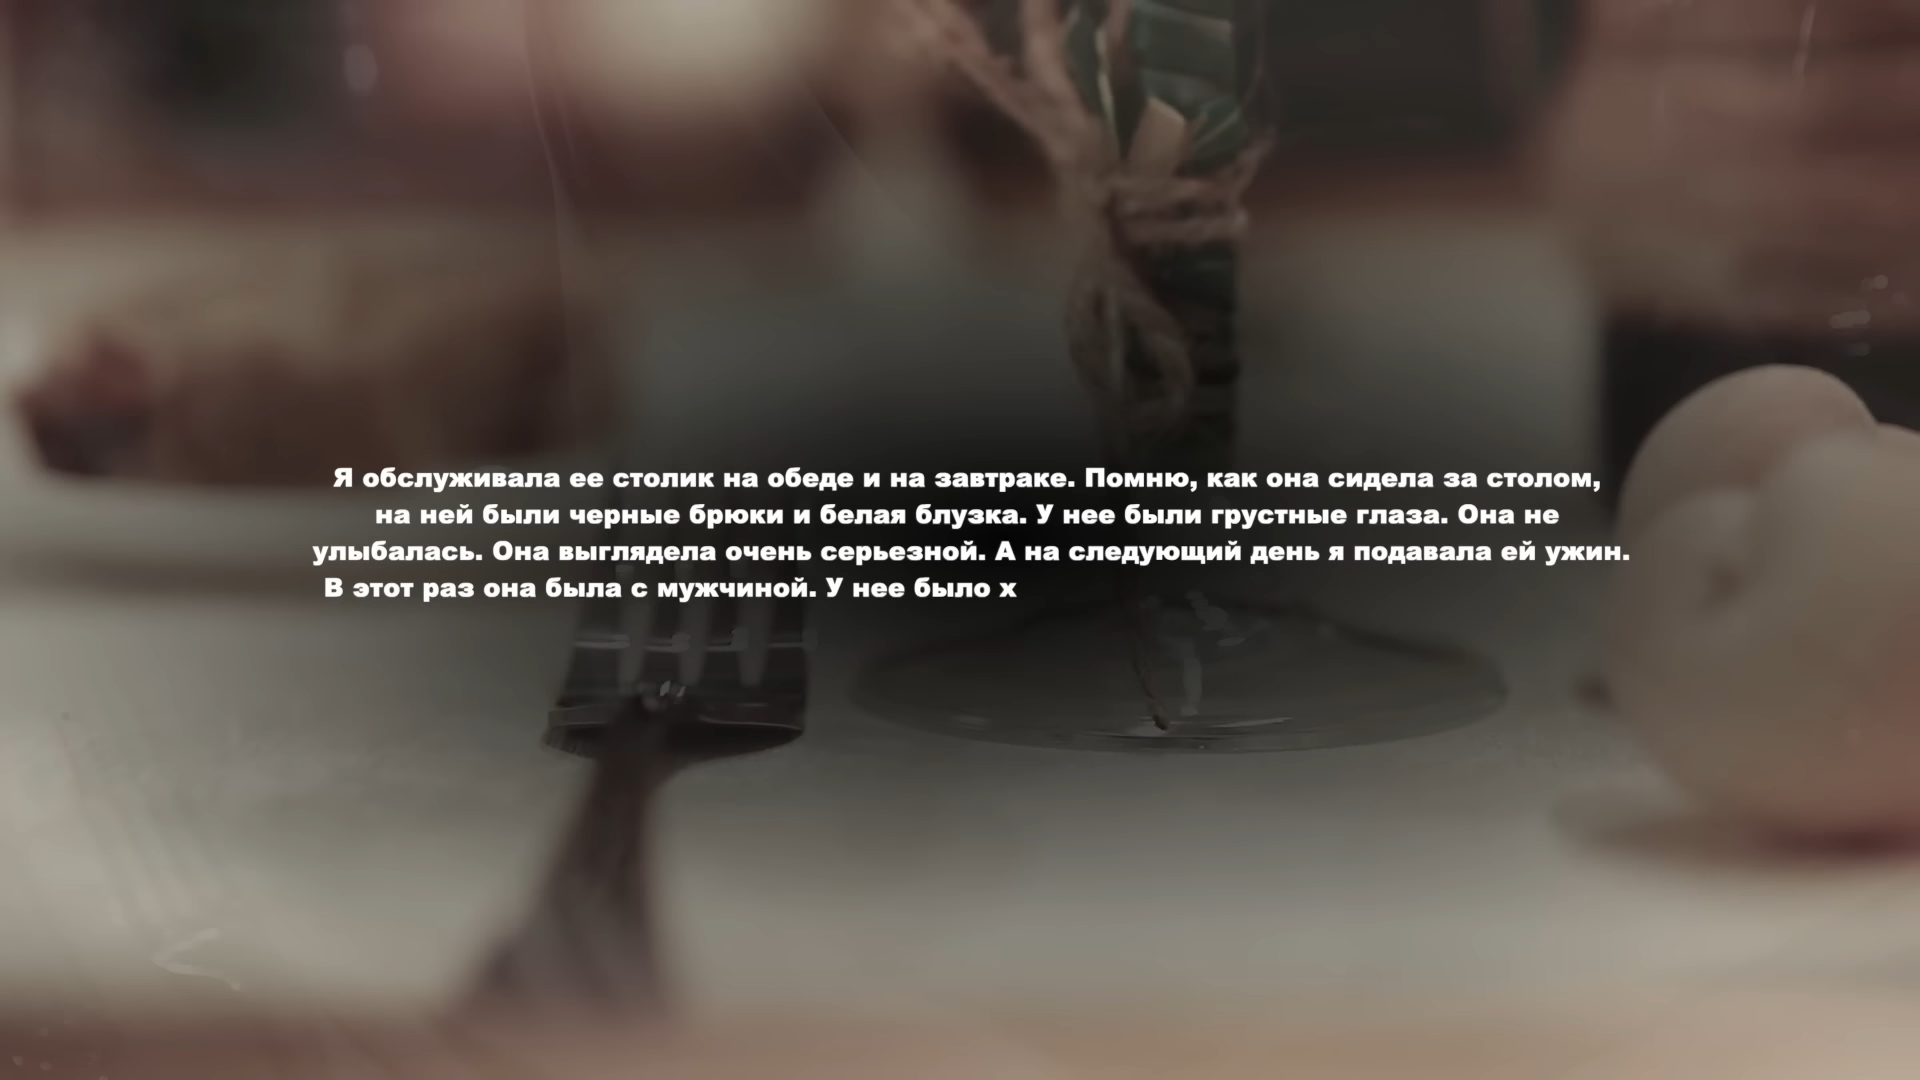 Я обслуживала ее столик на обеде и на завтраке. Помню, как она сидела за столом,
на ней были черные брюки и белая блузка. У нее были грустные глаза. Она не
улыбалась. Она выглядела очень серьезной. А на следующий день я подавала ей ужин.
В этот раз она была с мужчиной. У нее было х